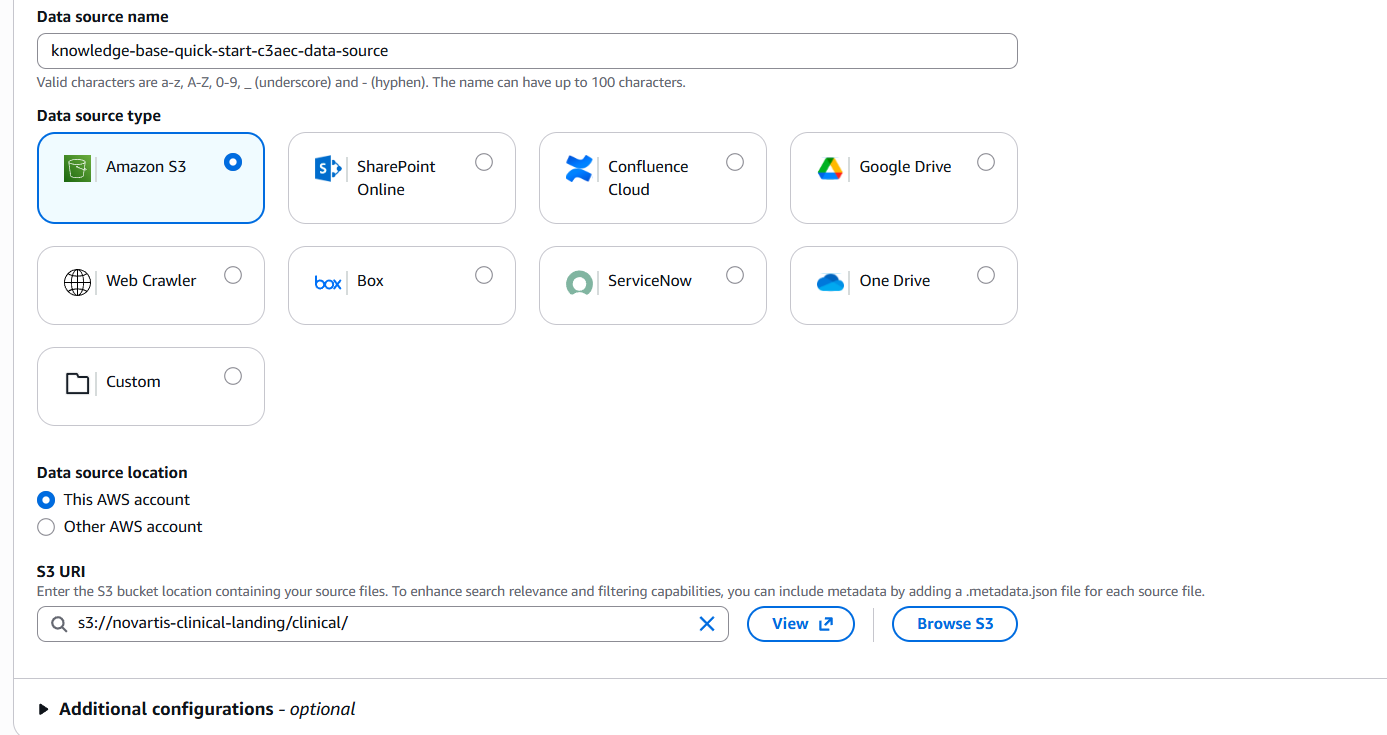 Data source name
knowledge-base-quick-start-c3aec-data-source
Valid characters are a-z, A-Z, 0-9, _ (underscore) and - (hyphen). The name can have up to 100 characters.
Data source type
Amazon S3
SharePoint
Online
Confluence
Cloud
Google Drive
Web Crawler
box
Box
ServiceNow
One Drive
Custom
Data source location
This AWS account
Other AWS account
S3 URI
Enter the S3 bucket location containing your source files. To enhance search relevance and filtering capabilities, you can include metadata by adding a .metadata.json file for each source file.
s3://novartis-clinical-landing/clinical/
View
Browse S3
Additional configurations - optional